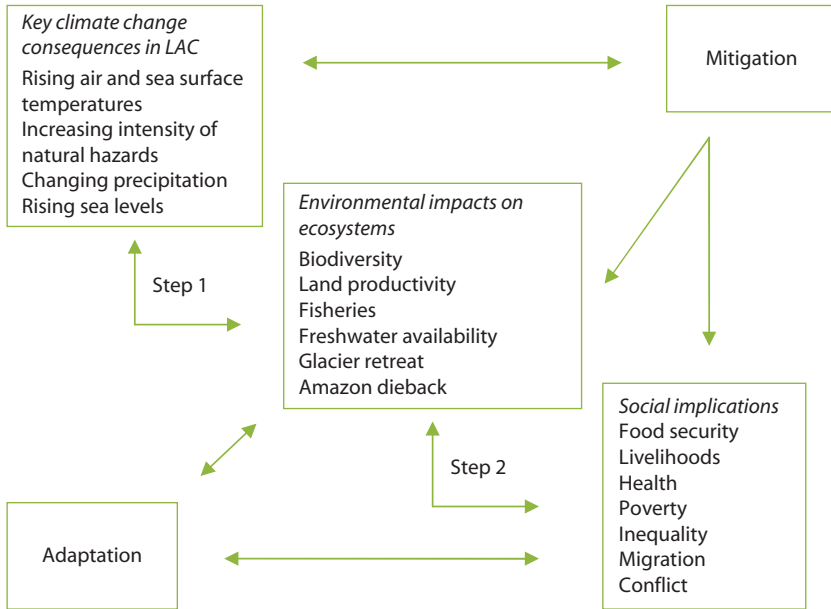 Key climate change
consequences in LAC
Rising air and sea surface
temperatures
Increasing intensity of
natural hazards
Changing precipitation
Rising sea levels
Mitigation
Step 1
Environmental impacts on
ecosystems
Biodiversity
Land productivity
Fisheries
Freshwater availability
Glacier retreat
Amazon dieback
Step 2
Social implications
Food security
Livelihoods
Health
Poverty
Inequality
Migration
Conflict
Adaptation